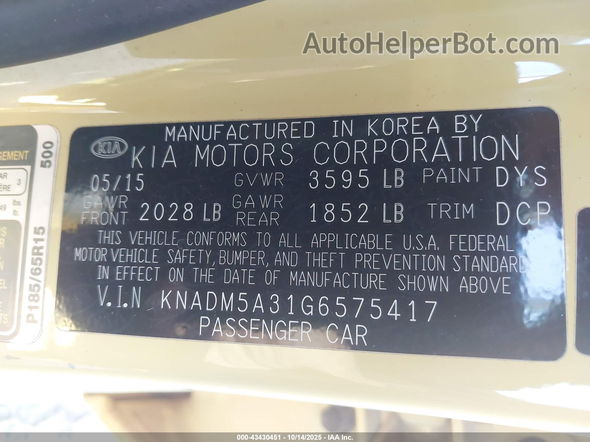 AutoHelperBot.com
MANUFACTURED IN KOREA BY
KIA KIA MOTORS CORPORATION
05/15 GVWR 3595 LB PAINT DYS
GAWR FRONT 2028 LB GAWR REAR 1852 LB TRIM DCP
THIS VEHICLE CONFORMS TO ALL APPLICABLE U.S.A. FEDERAL
MOTOR VEHICLE SAFETY, BUMPER, AND THEFT PREVENTION STANDARD
IN EFFECT ON THE DATE OF MANUFACTURE SHOWN ABOVE
V.I.N KNADM5A31G6575417
PASSENGER CAR
500
P185/65R15
000-43430451 - 10/14/2025 - IAA Inc.